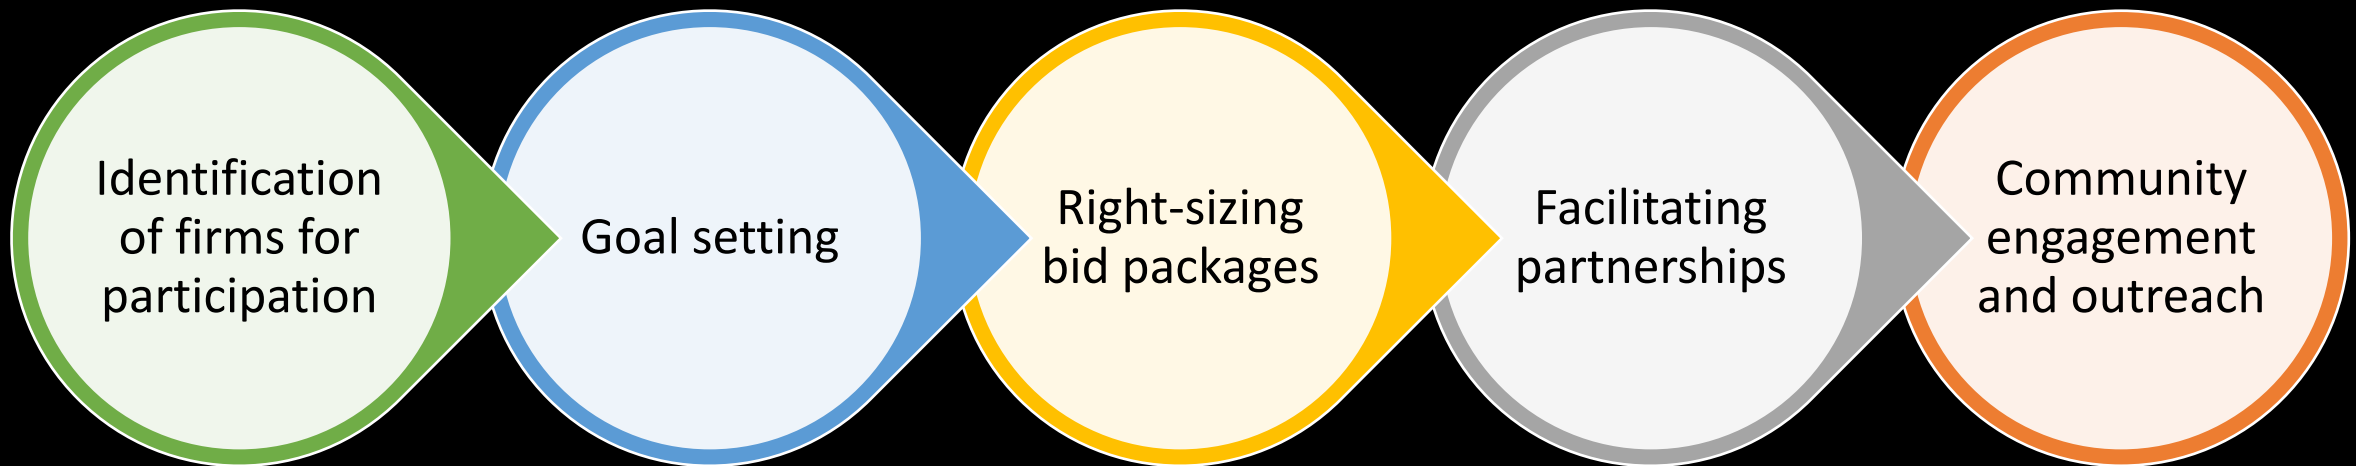 Identification
of firms for
participation
Goal setting
Right-sizing
bid packages
Facilitating
partnerships
Community
engagement
and outreach